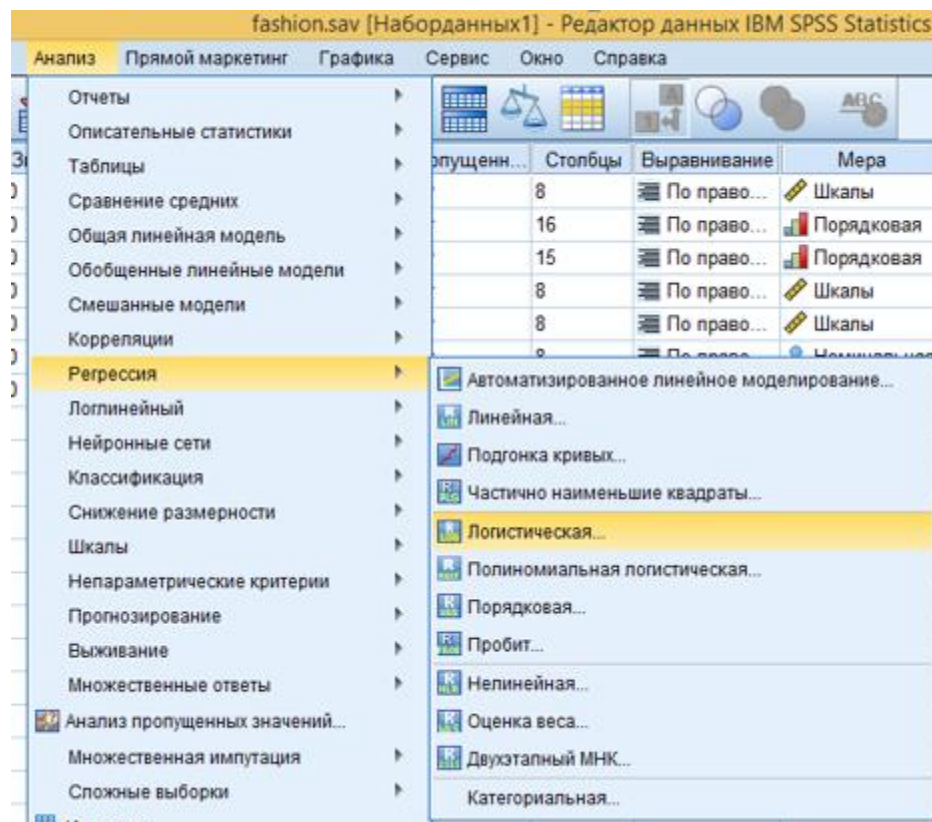 fashion.sav [Наборданных1] - Редактор данных IBM SPSS Statistics
Анализ Прямой маркетинг Графика Сервис Окно Справка
Отчеты
Описательные статистики
Таблицы
Сравнение средних
Общая линейная модель
Обобщенные линейные модели
Смешанные модели
Корреляции
Регрессия
Логлинейный
Нейронные сети
Классификация
Снижение размерности
Шкалы
Непараметрические критерии
Прогнозирование
Выживание
Множественные ответы
Анализ пропущенных значений...
Множественная импутация
Сложные выборки
опущенн... Столбцы Выравнивание Мера
8 По право... Шкалы
16 По право... Порядковая
15 По право... Порядковая
8 По право... Шкалы
8 По право... Шкалы
Автоматизированное линейное моделирование...
Линейная...
Подгонка кривых...
Частично наименьшие квадраты...
Логистическая...
Полиномиальная логистическая...
Порядковая...
Пробит...
Нелинейная...
Оценка веса...
Двухэтапный МНК...
Категориальная...